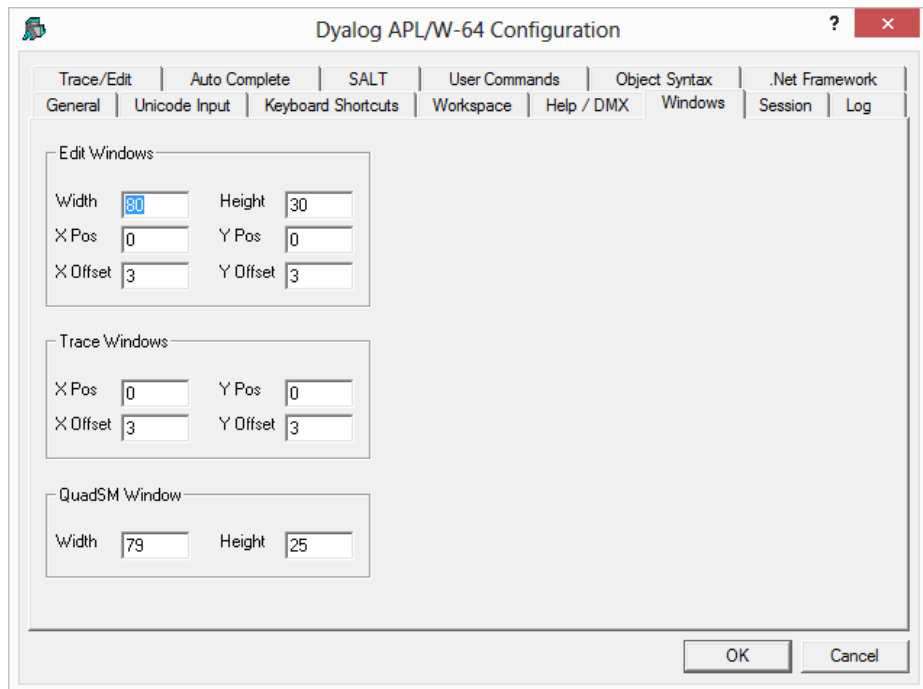 Dyalog APL/W-64 Configuration ? ×
Trace/Edit Auto Complete SALT User Commands Object Syntax .Net Framework
General Unicode Input Keyboard Shortcuts Workspace Help / DMX Windows Session Log
Edit Windows
Width 80 Height 30
X Pos 0 Y Pos 0
X Offset 3 Y Offset 3
Trace Windows
X Pos 0 Y Pos 0
X Offset 3 Y Offset 3
QuadSM Window
Width 79 Height 25
OK Cancel